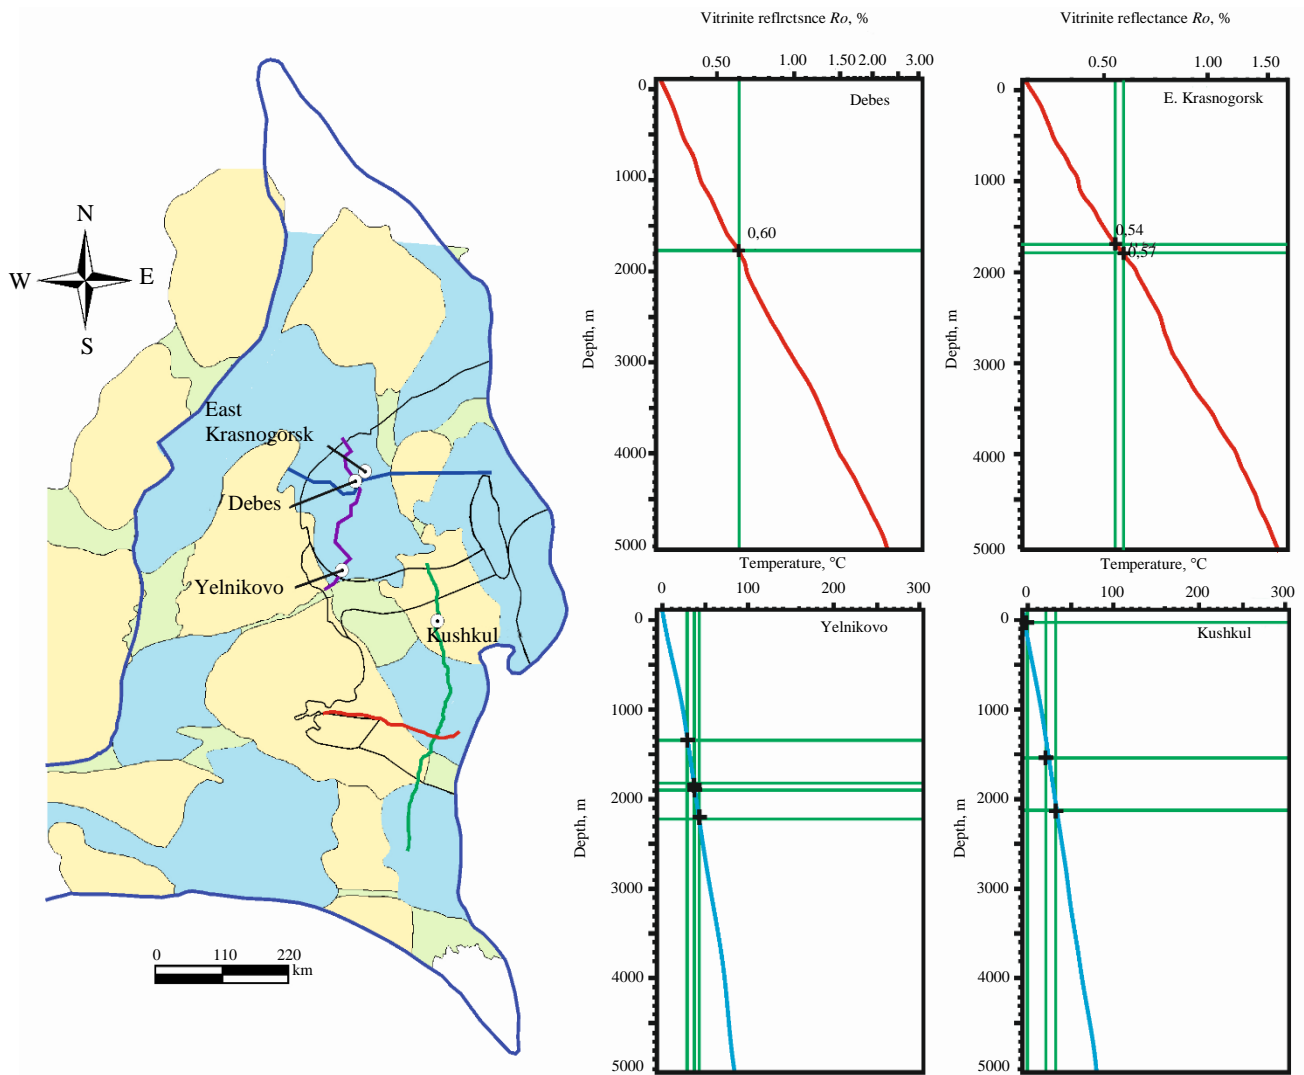 N
W
E
S
East
Krasnogorsk
Debes
Yelnikovo
Kushkul
0 110 220
km
Vitrinite reflrctsnce Ro, %
0.50 1.00 1.50 2.00 3.00
Debes
0
1000
2000
3000
4000
5000
Depth, m
0,60
Vitrinite reflectance Ro, %
0.50 1.00 1.50
E. Krasnogorsk
0
1000
2000
3000
4000
5000
Depth, m
0,54
0,57
Temperature, °C
0 100 200 300
Yelnikovo
0
1000
2000
3000
4000
5000
Depth, m
Temperature, °C
0 100 200 300
Kushkul
0
1000
2000
3000
4000
5000
Depth, m